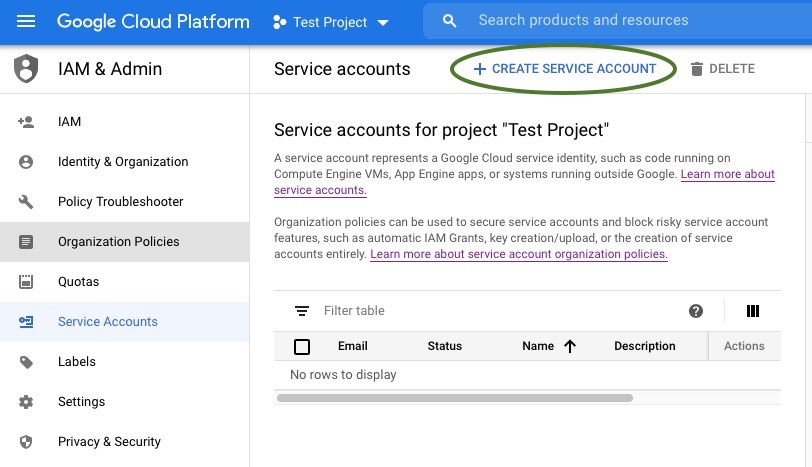 Google Cloud Platform
Test Project
Search products and resources
IAM & Admin
Service accounts
CREATE SERVICE ACCOUNT
DELETE
IAM
Identity & Organization
Policy Troubleshooter
Organization Policies
Quotas
Service Accounts
Labels
Settings
Privacy & Security
Service accounts for project "Test Project"
A service account represents a Google Cloud service identity, such as code running on
Compute Engine VMs, App Engine apps, or systems running outside Google. Learn more about
service accounts.
Organization policies can be used to secure service accounts and block risky service account
features, such as automatic IAM Grants, key creation/upload, or the creation of service
accounts entirely. Learn more about service account organization policies.
Filter table
Email Status Name Description Actions
No rows to display